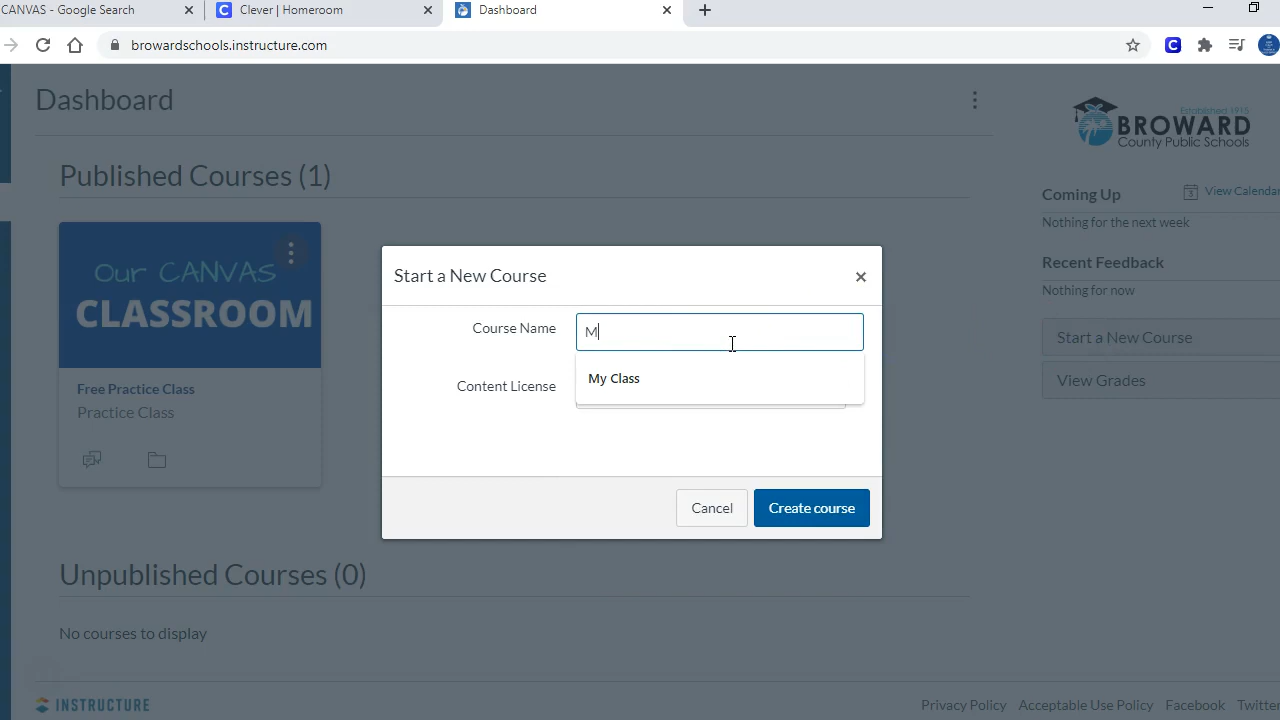 CANVAS - Google Search
Clever | Homeroom
Dashboard
browardschools.instructure.com
Dashboard
Established 1915
BROWARD
County Public Schools
Published Courses (1)
Coming Up
View Calendar
Nothing for the next week
Our CANVAS
CLASSROOM
Recent Feedback
Nothing for now
Start a New Course
View Grades
Free Practice Class
Practice Class
Start a New Course
Course Name
M
My Class
Content License
Cancel
Create course
Unpublished Courses (0)
No courses to display
INSTRUCTURE
Privacy Policy
Acceptable Use Policy
Facebook
Twitter